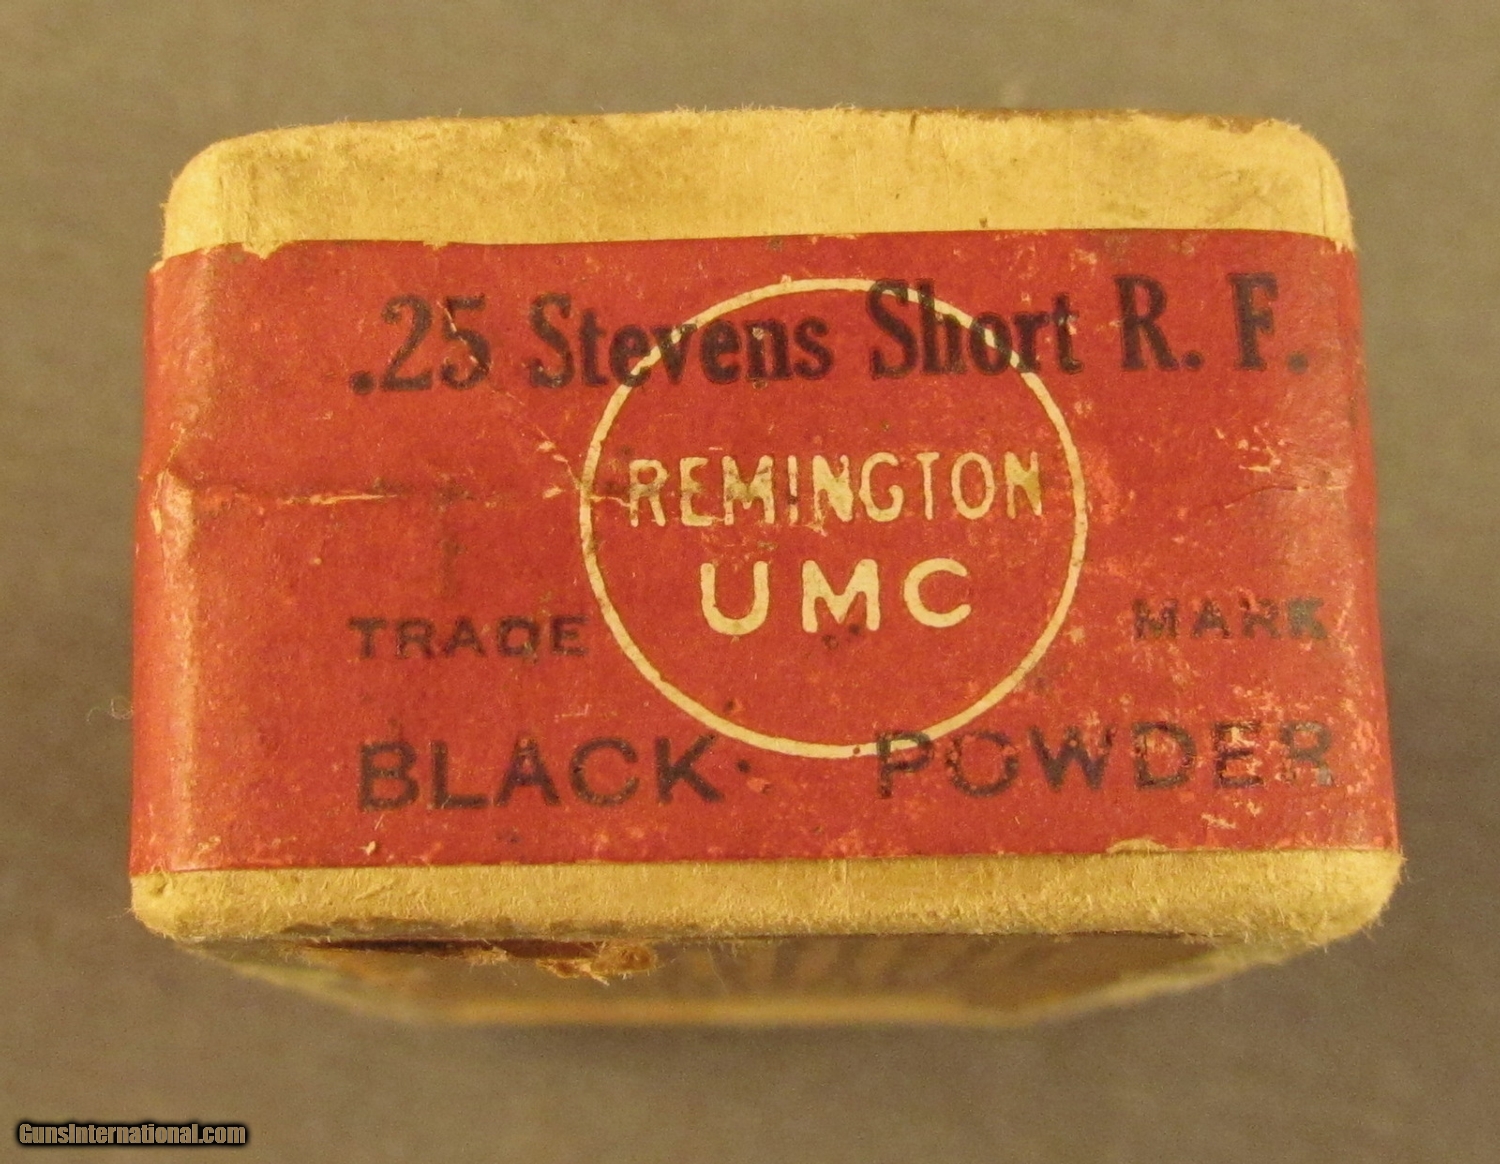 .25 Stevens Short R. F.
REMINGTON
UMC
TRADE MARK
BLACK POWDER
GunsInternational.com